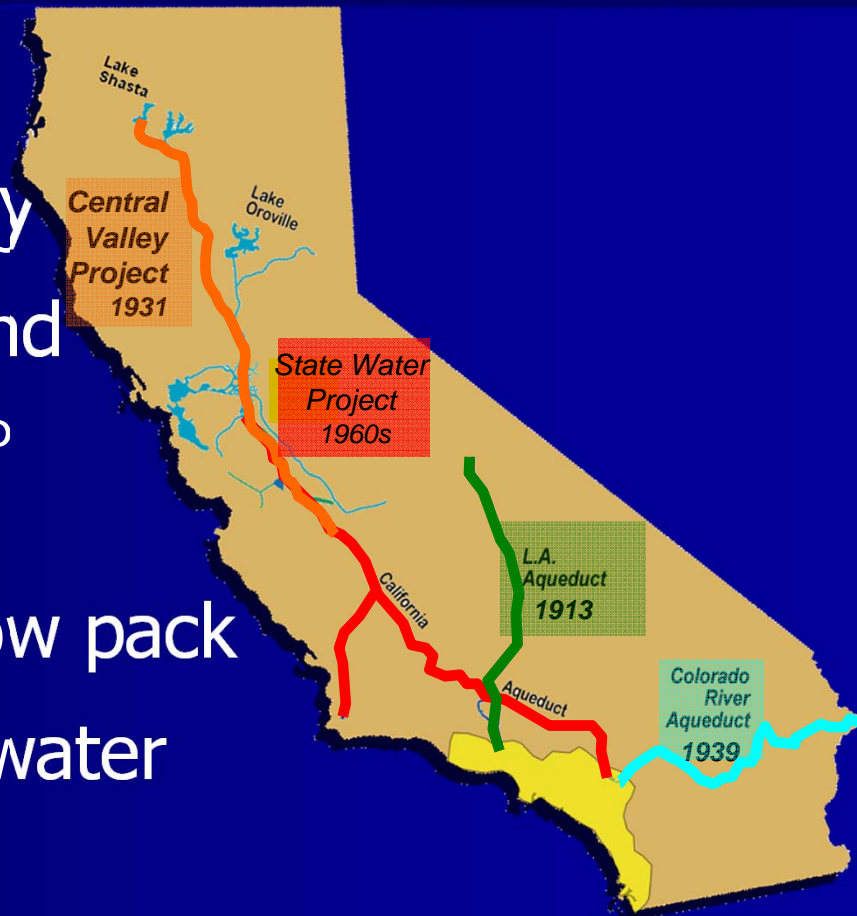 Lake
Shasta
y
Central
Valley
Project
1931
Lake
Oroville
nd
State Water
Project
1960s
L.A.
Aqueduct
1913
California
Aqueduct
ow pack
Colorado
River
Aqueduct
1939
water